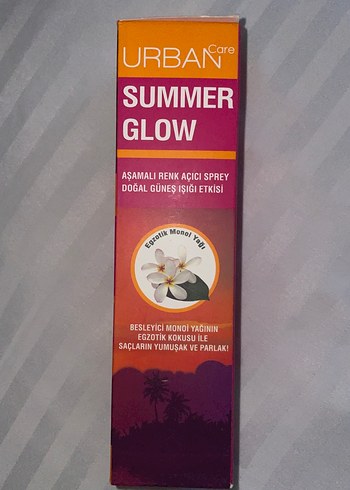 URBAN Care
SUMMER
GLOW
AŞAMALI RENK AÇICI SPREY
DOĞAL GÜNEŞ IŞIĞI ETKİSİ
Egzotik Monoi Yağı
BESLEYİCİ MONOİ YAĞININ
EGZOTİK KOKUSU İLE
SAÇLARIN YUMUŞAK VE PARLAK!